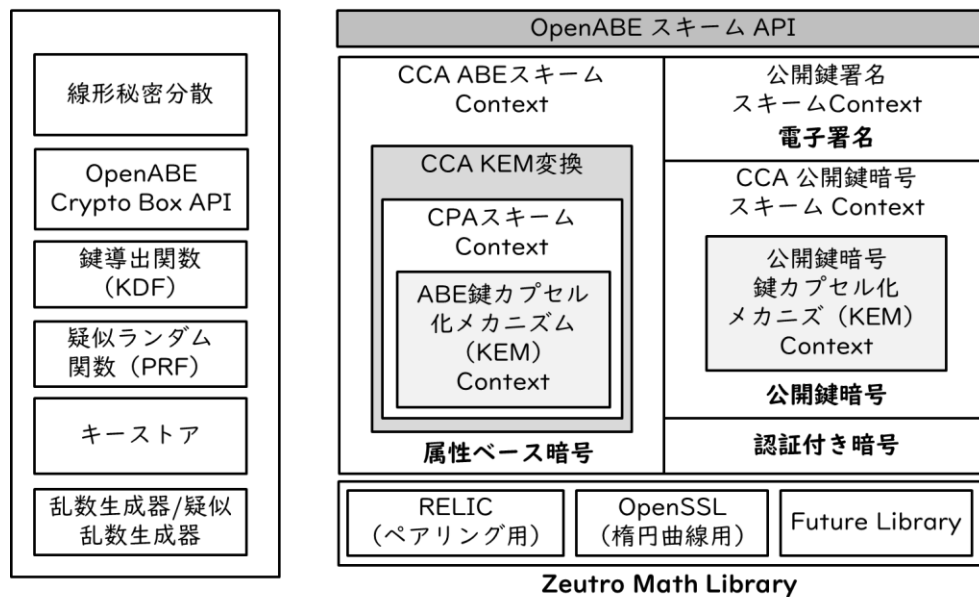 線形秘密分散
OpenABE
Crypto Box API
鍵導出関数
（KDF）
疑似ランダム
関数（PRF）
キーストア
乱数生成器/疑似
乱数生成器
OpenABE スキーム API
CCA ABEスキーム
Context
CCA KEM変換
CPAスキーム
Context
ABE鍵カプセル
化メカニズム
（KEM）
Context
属性ベース暗号
公開鍵署名
スキームContext
電子署名
CCA 公開鍵暗号
スキーム Context
公開鍵暗号
鍵カプセル化
メカニズ（KEM）
Context
公開鍵暗号
認証付き暗号
RELIC
（ペアリング用）
OpenSSL
（楕円曲線用）
Future Library
Zeutro Math Library